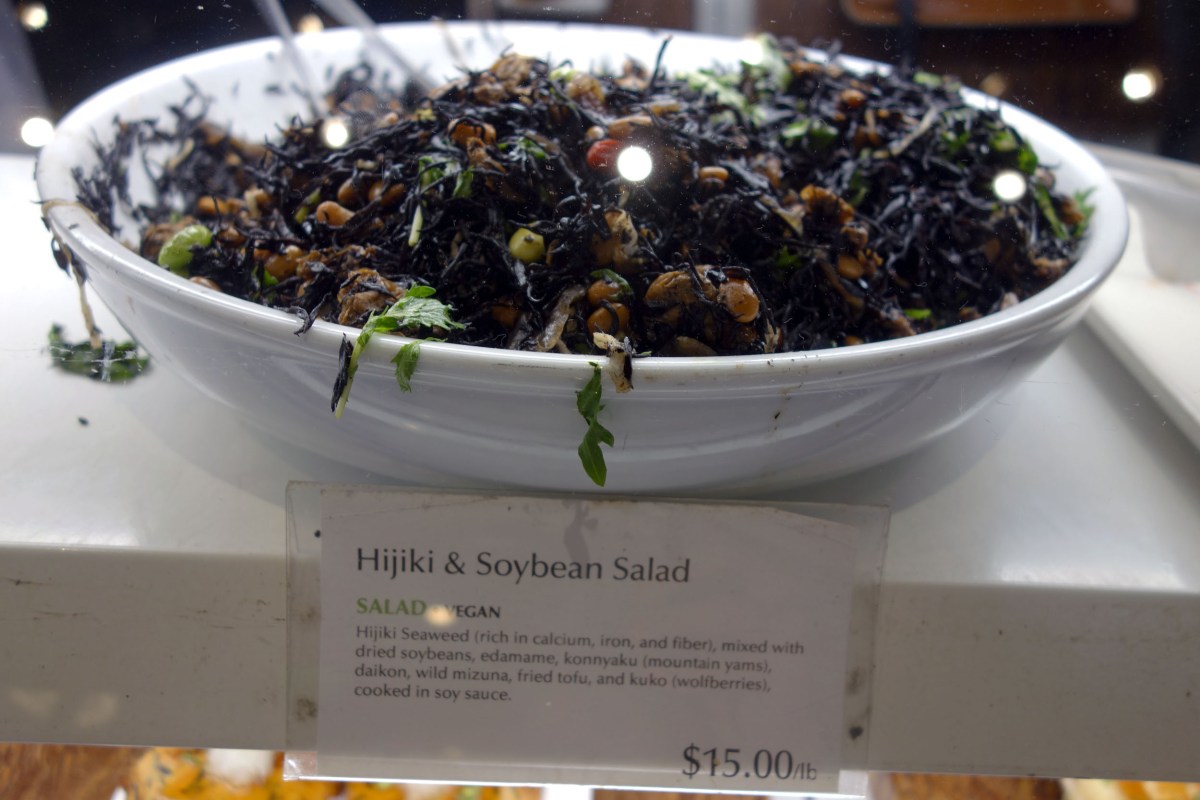 Hijiki & Soybean Salad
SALAD VEGAN
Hijiki Seaweed (rich in calcium, iron, and fiber), mixed with
dried soybeans, edamame, konnyaku (mountain yams),
daikon, wild mizuna, fried tofu, and kuko (wolfberries),
cooked in soy sauce.
$15.00/lb